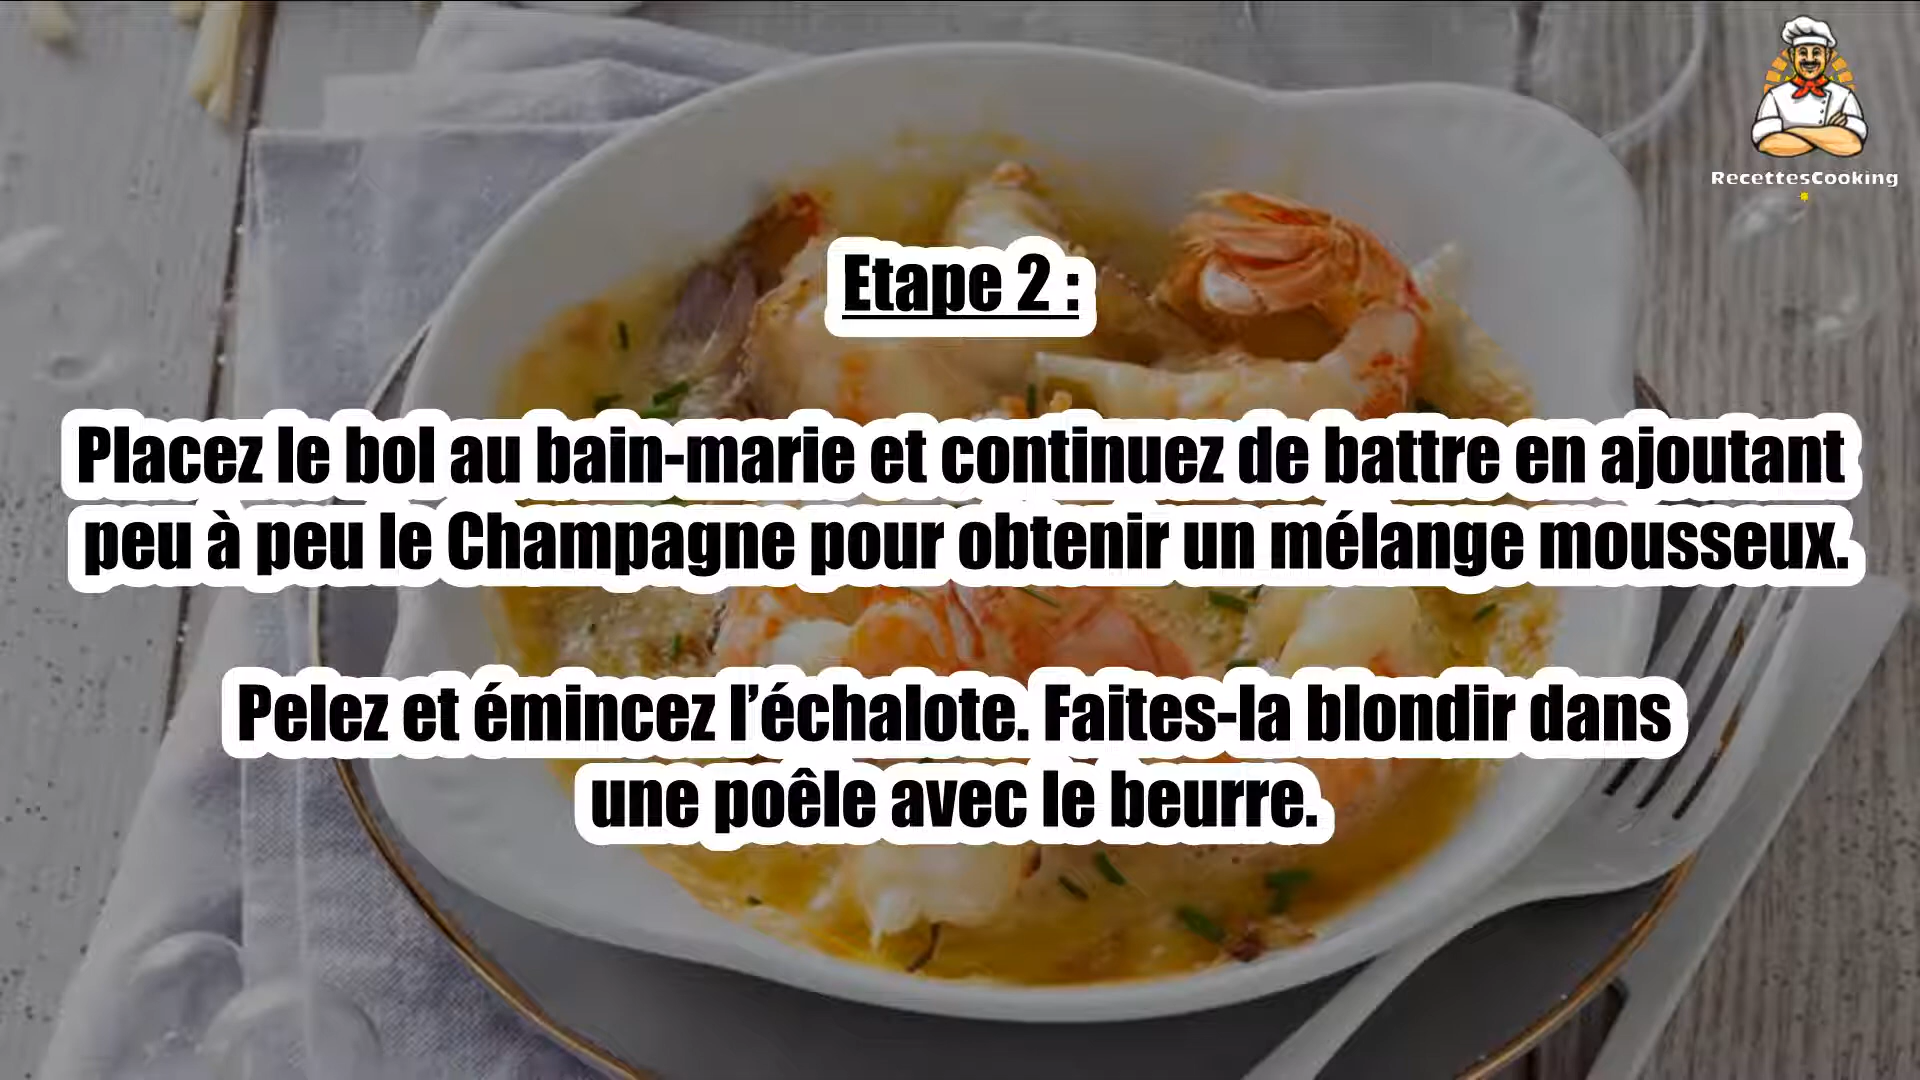 RecettesCooking
Etape 2 :
Placez le bol au bain-marie et continuez de battre en ajoutant
peu à peu le Champagne pour obtenir un mélange mousseux.
Pelez et émincez l’échalote. Faites-la blondir dans
une poêle avec le beurre.